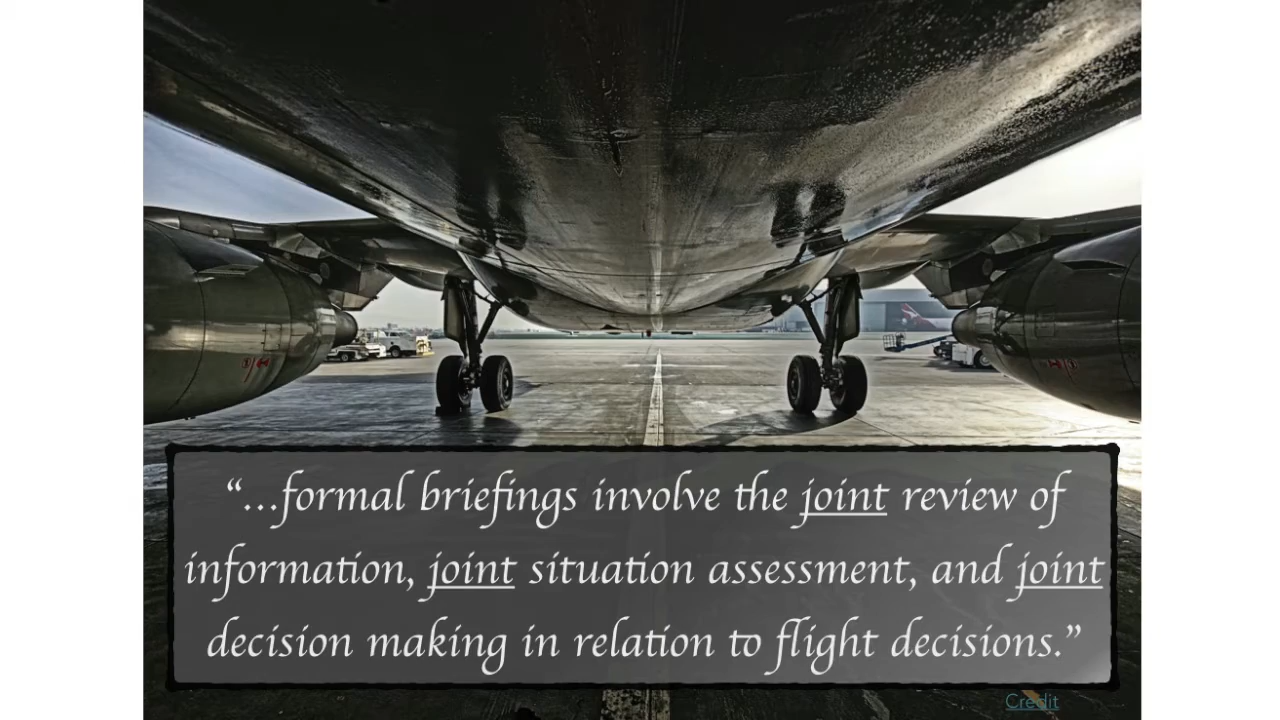 “…formal briefings involve the joint review of
information, joint situation assessment, and joint
decision making in relation to flight decisions.”
Credit